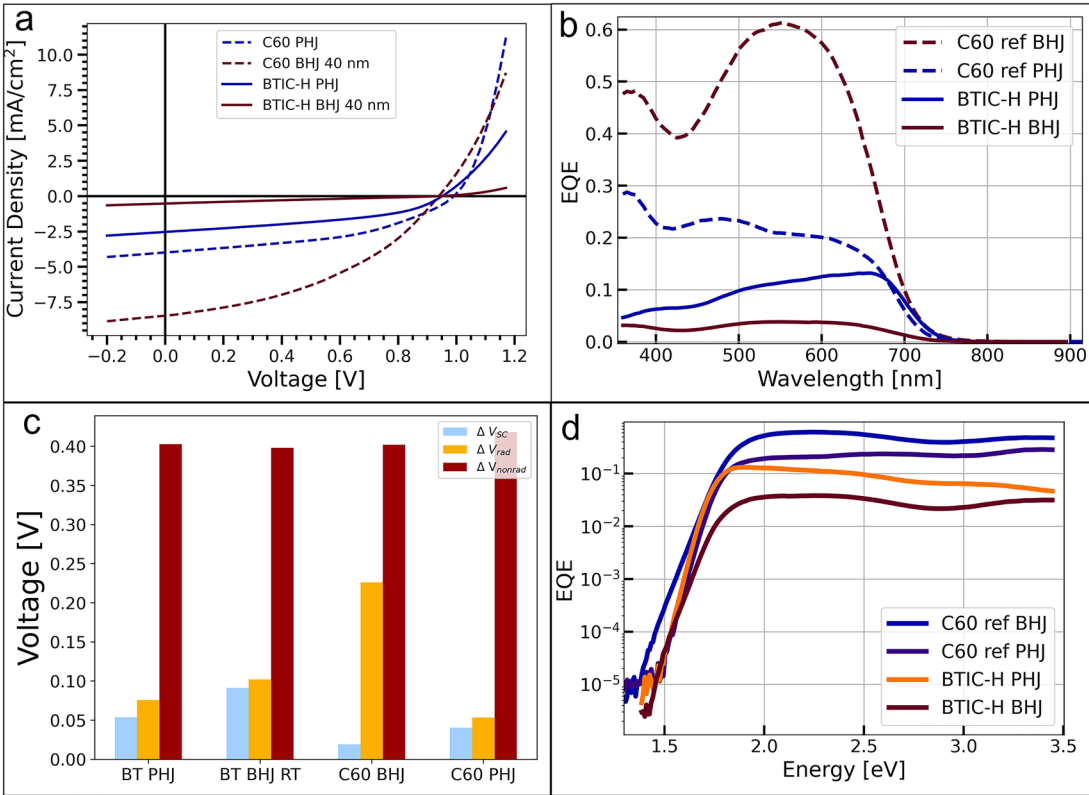 a
Current Density [mA/cm²]
10.0
7.5
5.0
2.5
0.0
−2.5
−5.0
−7.5
C60 PHJ
C60 BHJ 40 nm
BTIC-H PHJ
BTIC-H BHJ 40 nm
−0.2 0.0 0.2 0.4 0.6 0.8 1.0 1.2
Voltage [V]
b
EQE
0.6
0.5
0.4
0.3
0.2
0.1
0.0
C60 ref BHJ
C60 ref PHJ
BTIC-H PHJ
BTIC-H BHJ
400 500 600 700 800 900
Wavelength [nm]
c
Voltage [V]
0.40
0.35
0.30
0.25
0.20
0.15
0.10
0.05
0.00
Δ V_SC
Δ V_rad
Δ V_nonrad
BT PHJ BT BHJ RT C60 BHJ C60 PHJ
d
EQE
10⁻¹
10⁻²
10⁻³
10⁻⁴
10⁻⁵
C60 ref BHJ
C60 ref PHJ
BTIC-H PHJ
BTIC-H BHJ
1.5 2.0 2.5 3.0 3.5
Energy [eV]